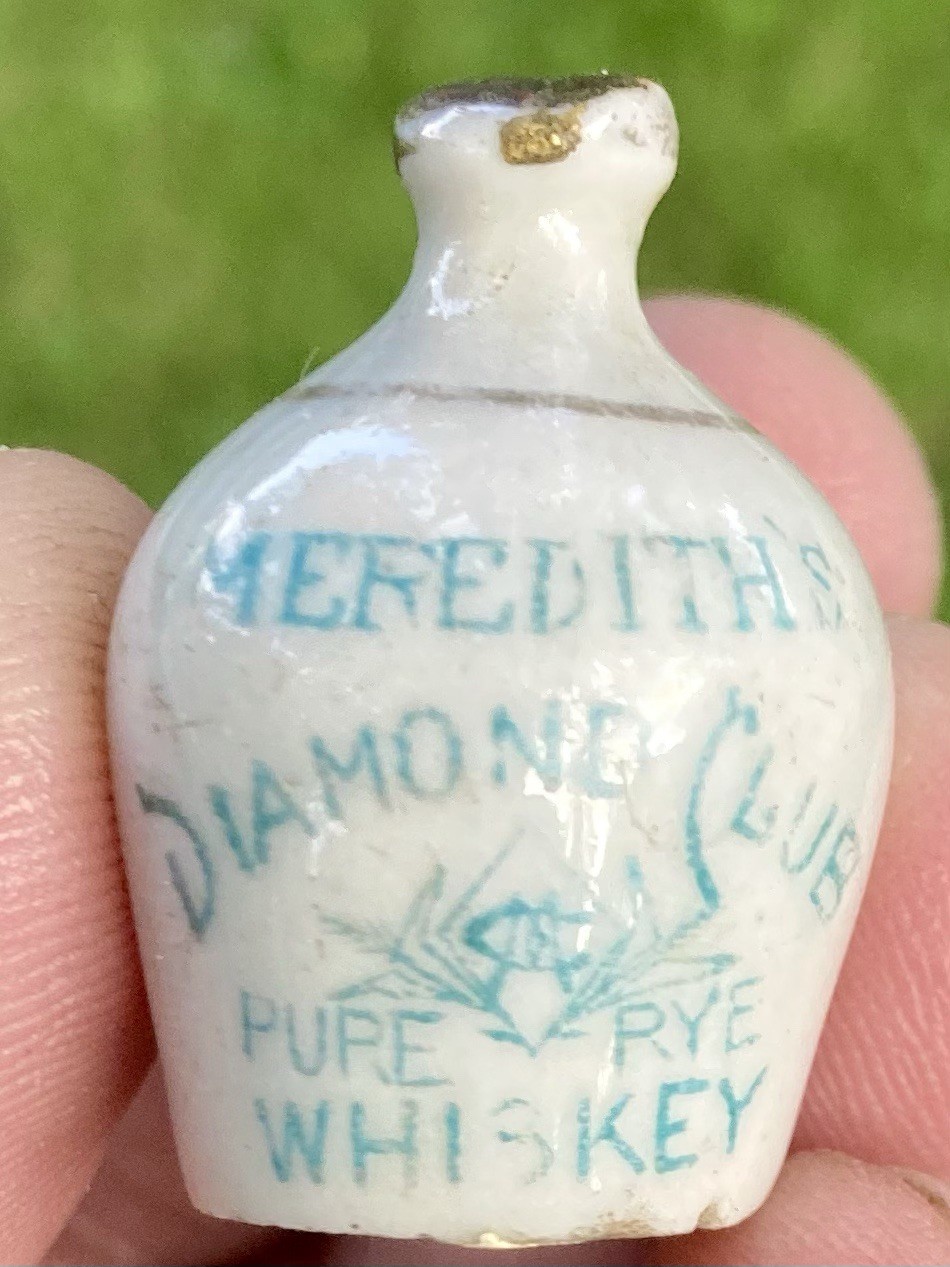 MEREDITH'S
DIAMOND CLUB
PURE RYE
WHISKEY